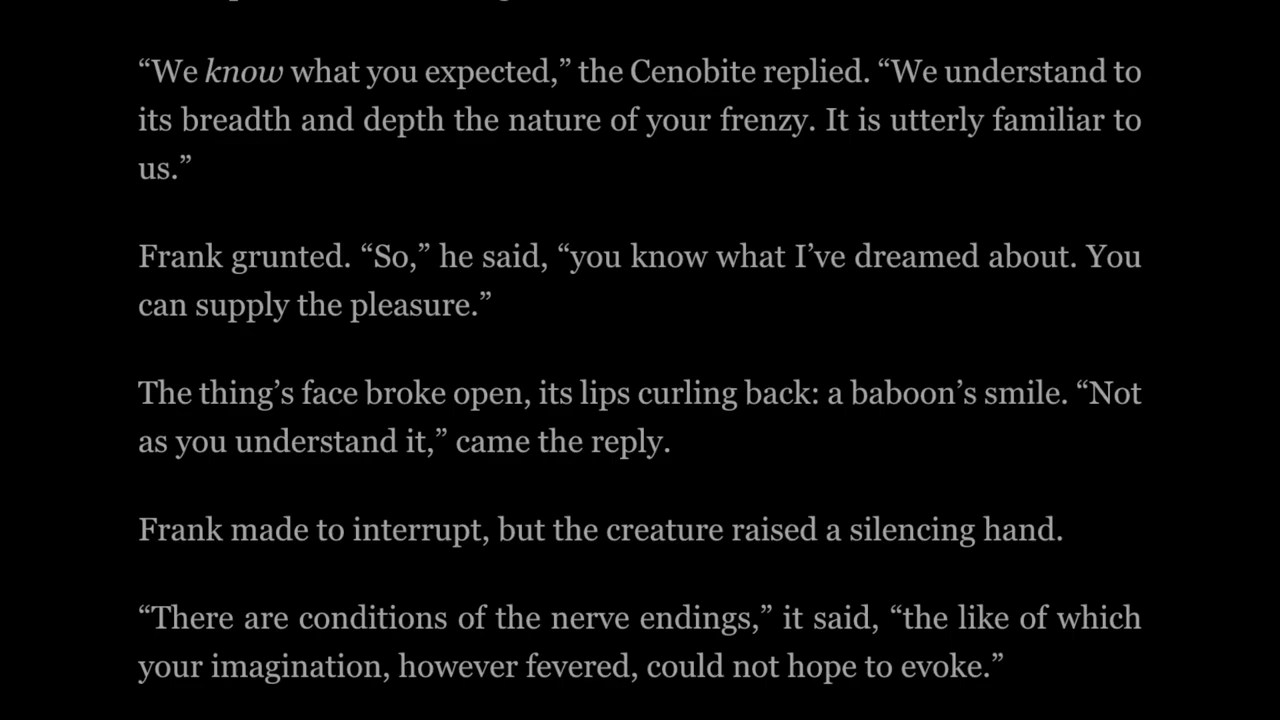 “We know what you expected,” the Cenobite replied. “We understand to
its breadth and depth the nature of your frenzy. It is utterly familiar to
us.”
Frank grunted. “So,” he said, “you know what I’ve dreamed about. You
can supply the pleasure.”
The thing’s face broke open, its lips curling back: a baboon’s smile. “Not
as you understand it,” came the reply.
Frank made to interrupt, but the creature raised a silencing hand.
“There are conditions of the nerve endings,” it said, “the like of which
your imagination, however fevered, could not hope to evoke.”